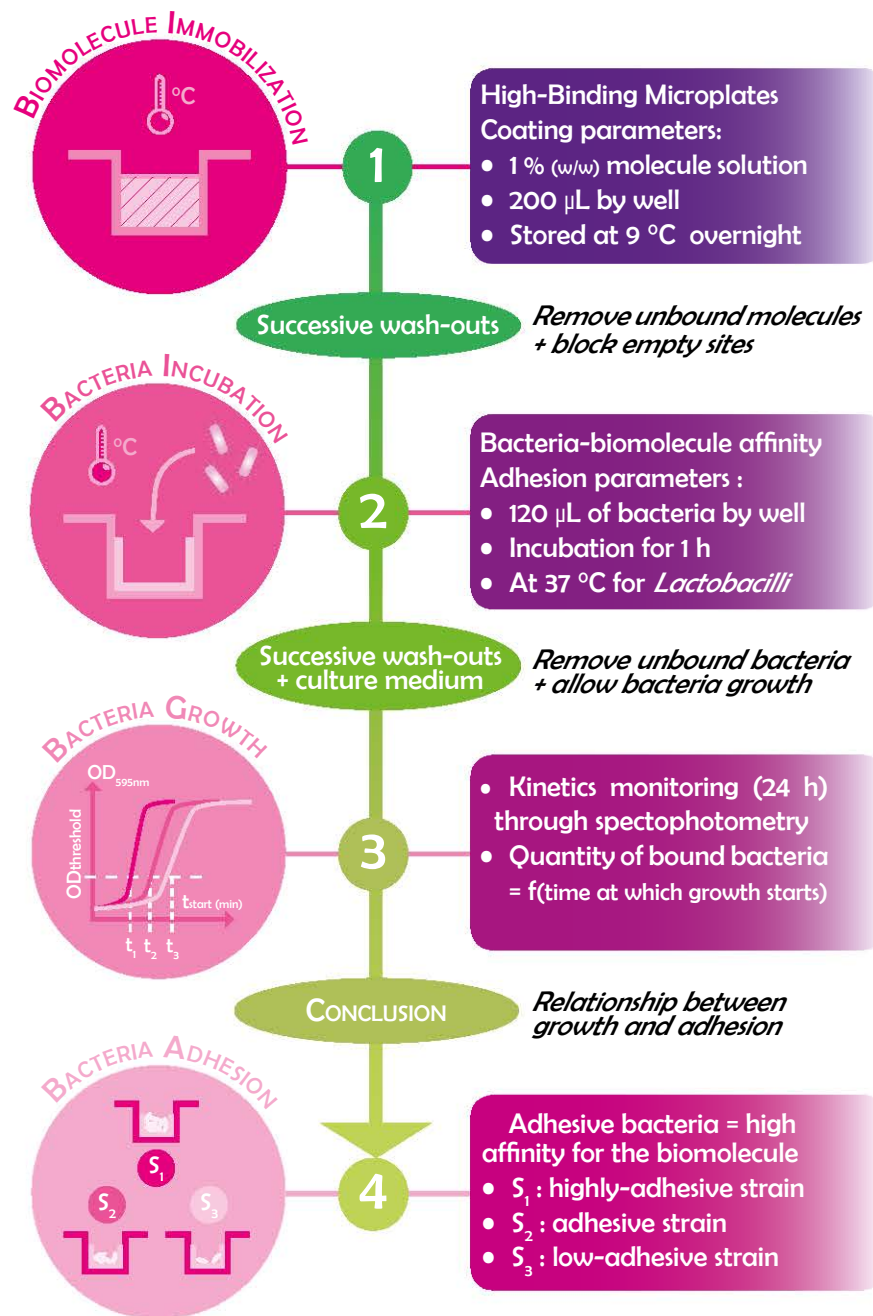 BIOMOLECULE IMMOBILIZATION
°C
1
High-Binding Microplates
Coating parameters:
• 1 % (w/w) molecule solution
• 200 µL by well
• Stored at 9 °C overnight
Successive wash-outs
Remove unbound molecules
+ block empty sites
BACTERIA INCUBATION
°C
2
Bacteria-biomolecule affinity
Adhesion parameters :
• 120 µL of bacteria by well
• Incubation for 1 h
• At 37 °C for Lactobacilli
Successive wash-outs
+ culture medium
Remove unbound bacteria
+ allow bacteria growth
BACTERIA GROWTH
OD595nm
ODthreshold
tstart (min)
t1 t2 t3
3
• Kinetics monitoring (24 h)
through spectophotometry
• Quantity of bound bacteria
= f(time at which growth starts)
CONCLUSION
Relationship between
growth and adhesion
BACTERIA ADHESION
S1
S2 S3
4
Adhesive bacteria = high
affinity for the biomolecule
• S1 : highly-adhesive strain
• S2 : adhesive strain
• S3 : low-adhesive strain